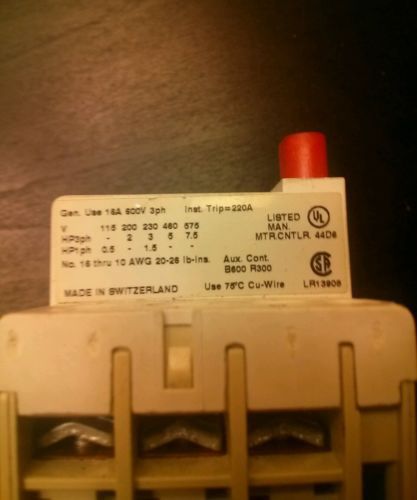 Gen. Use 16A 600V 3ph Inst. Trip=220A
V 115 200 230 460 575
HP3ph - 2 3 5 7.5
HP1ph 0.5 - 1.5 - -
No. 16 thru 10 AWG 20-26 lb-ins.
MADE IN SWITZERLAND
LISTED UL
MAN.
MTR.CNTLR. 44D6
Aux. Cont.
B600 R300
SA
Use 75°C Cu-Wire LR13908